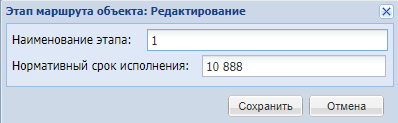 Этап маршрута объекта: Редактирование
Наименование этапа: 1
Нормативный срок исполнения: 10 888
Сохранить Отмена